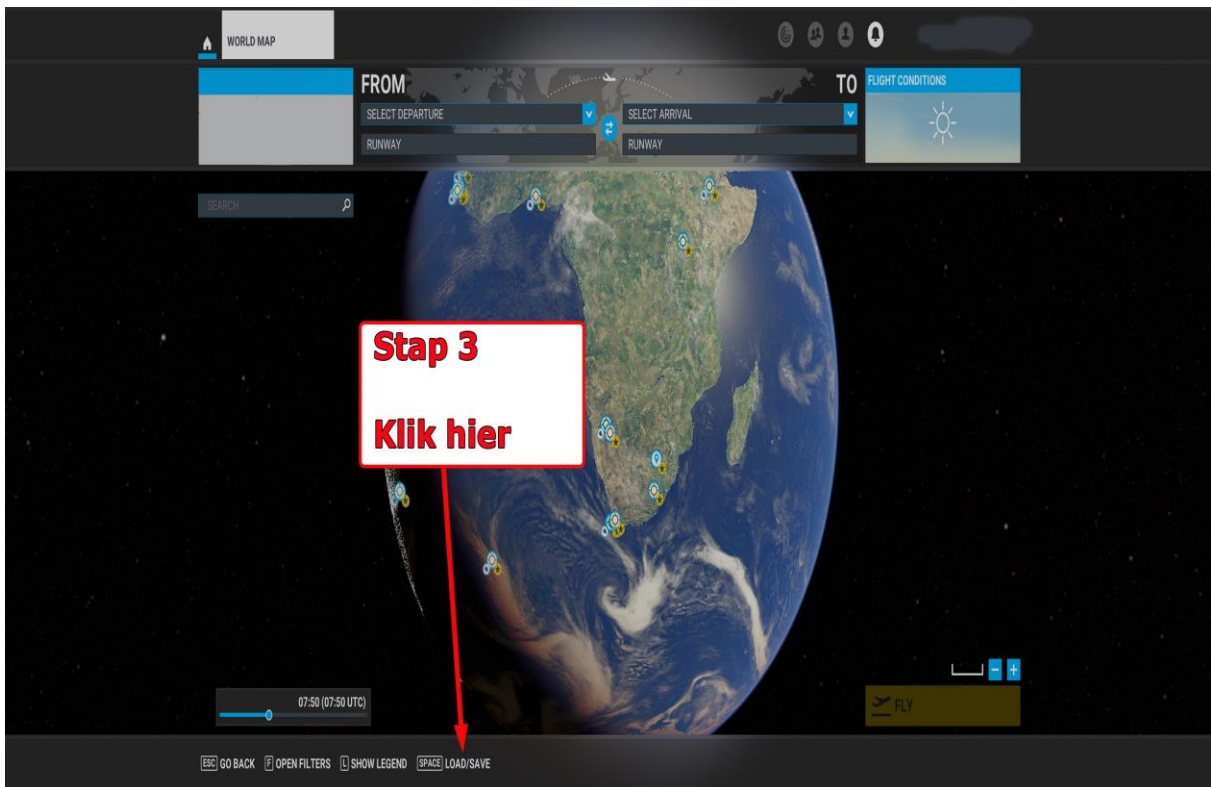 WORLD MAP
FROM
TO
FLIGHT CONDITIONS
SELECT DEPARTURE
SELECT ARRIVAL
RUNWAY
RUNWAY
SEARCH
Stap 3
Klik hier
07:50 (07:50 UTC)
FLY
ESC GO BACK F OPEN FILTERS L SHOW LEGEND SPACE LOAD/SAVE